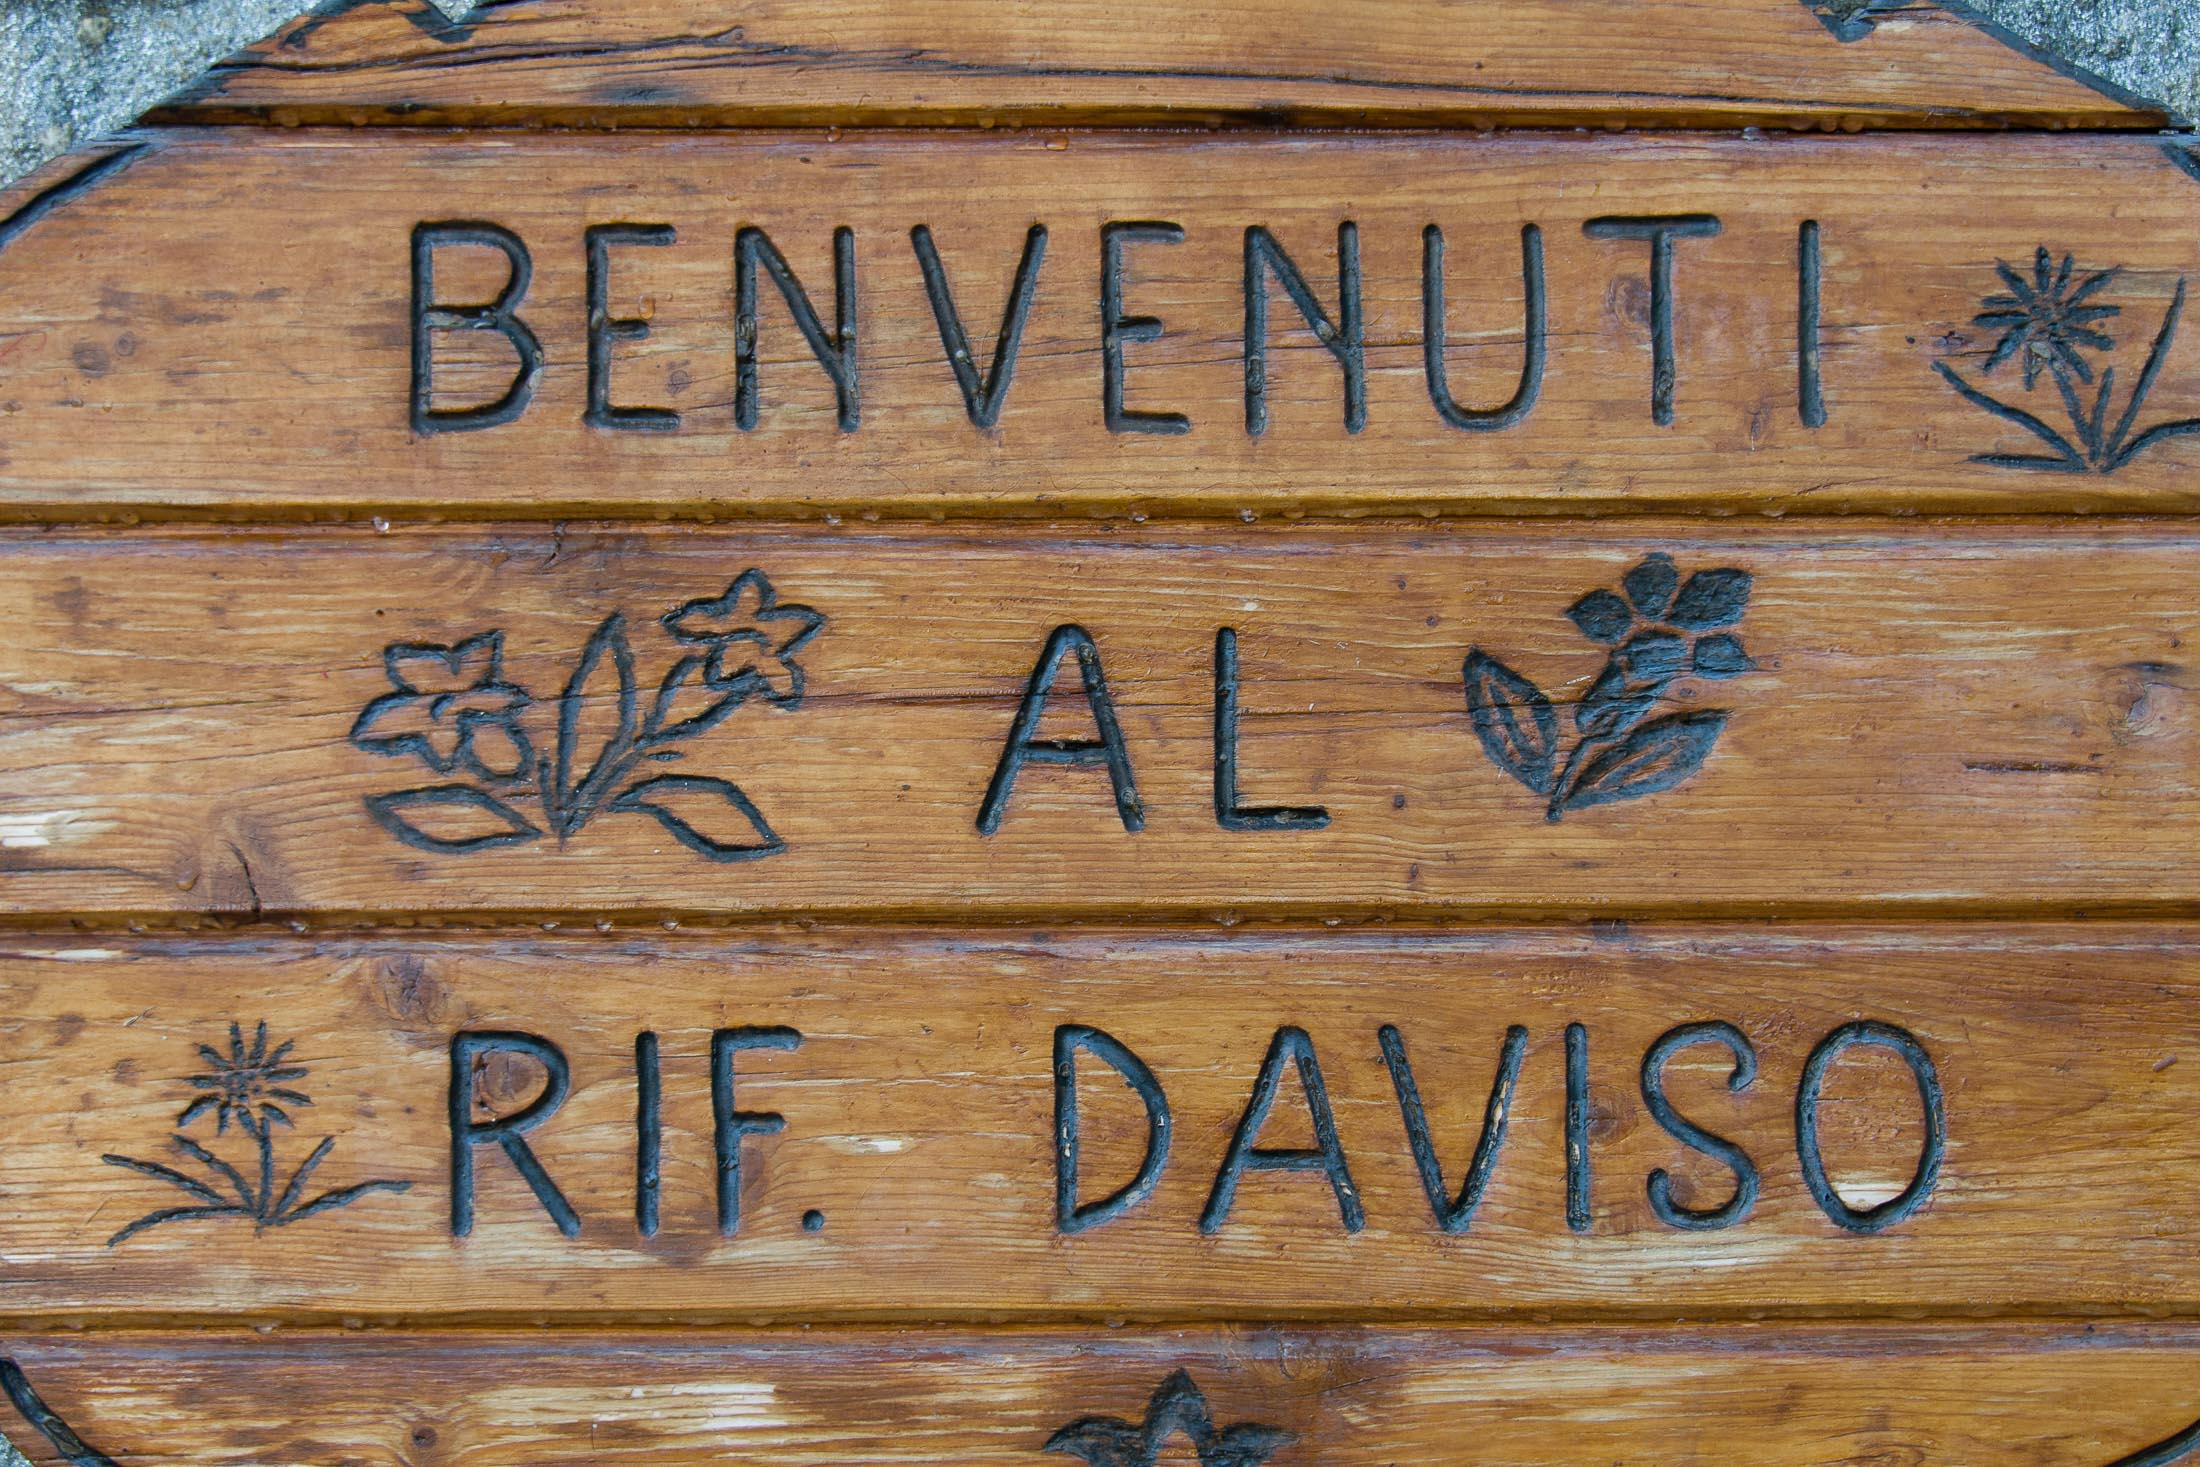 BENVENUTI
AL
RIF. DAVISO